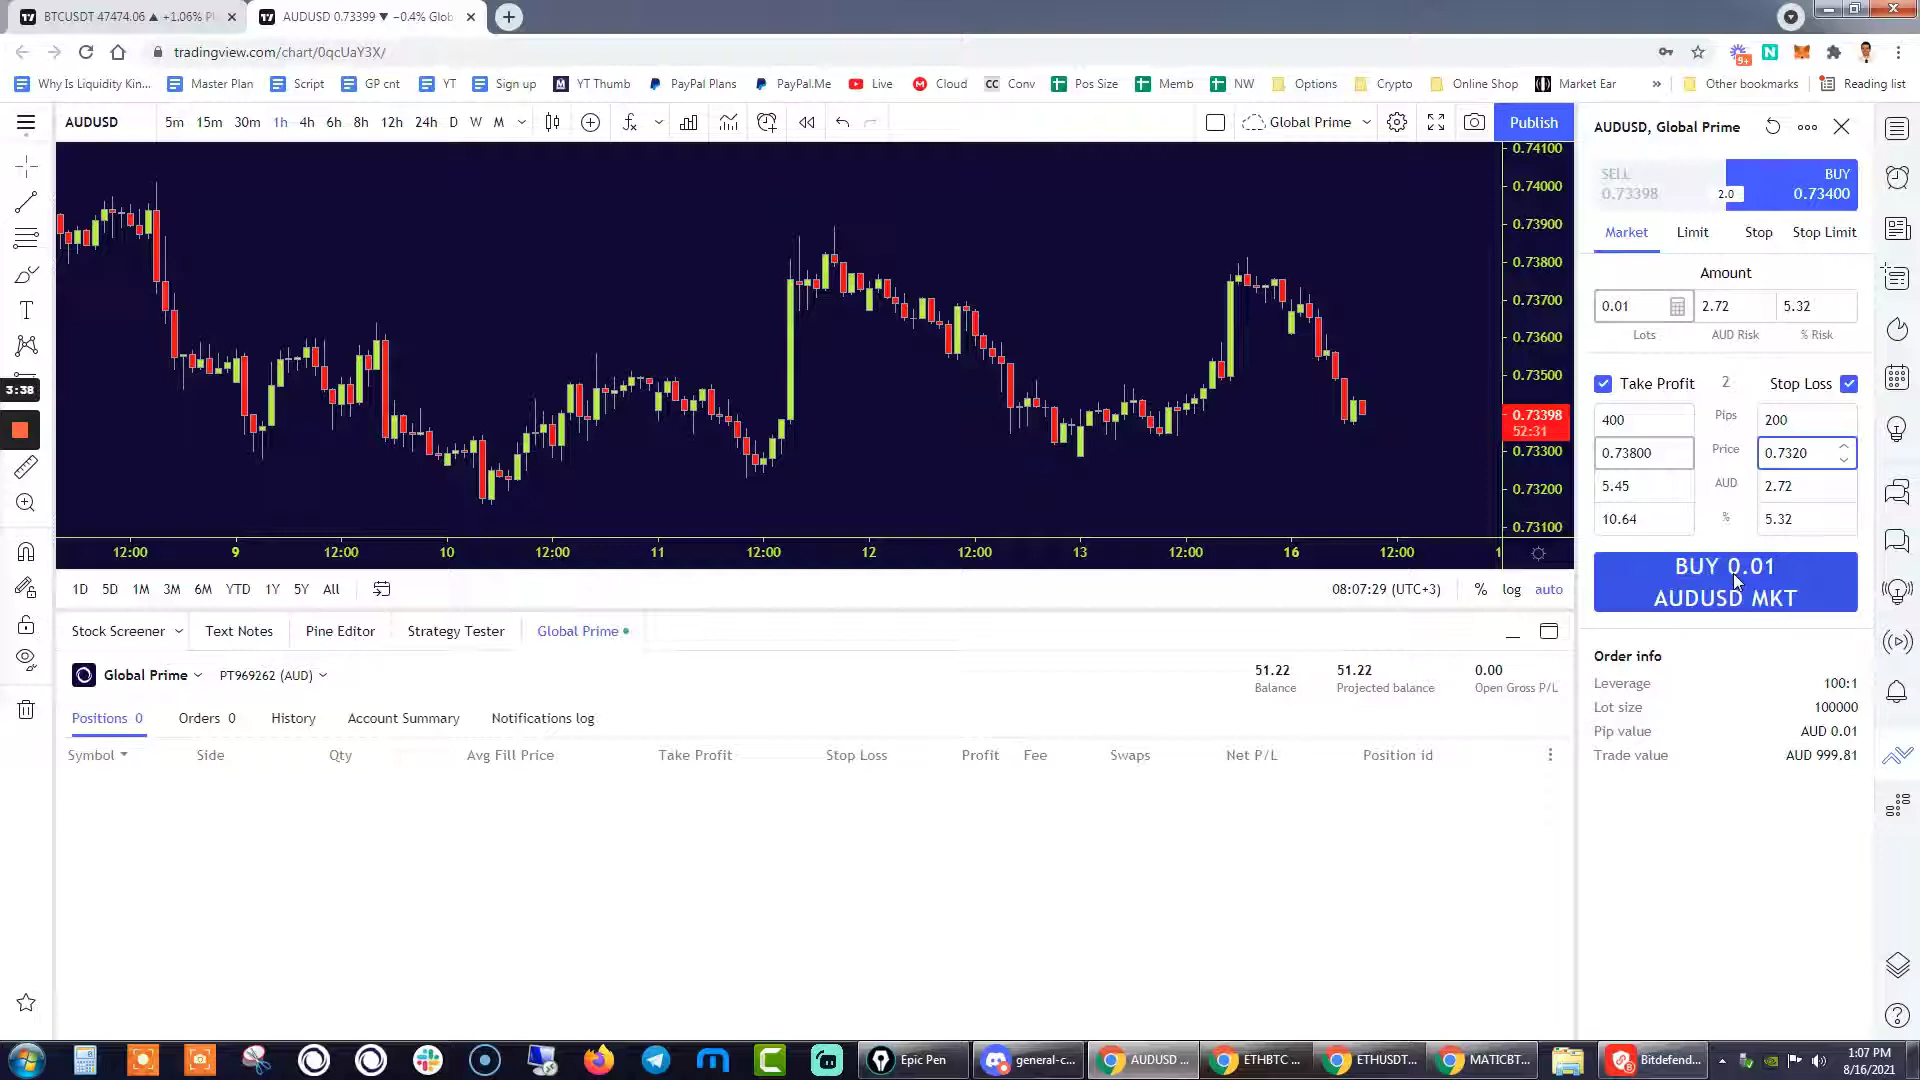 BTCUSDT 47474.06 ▲ +1.06%
AUDUSD 0.73399 ▼ −0.4% Glob
tradingview.com/chart/0qcUaY3X/
9+
Why Is Liquidity Kin...
Master Plan
Script
GP cnt
YT
Sign up
YT Thumb
PayPal Plans
PayPal.Me
Live
Cloud
CC Conv
Pos Size
Memb
NW
Options
Crypto
Online Shop
Market Ear
»
Other bookmarks
Reading list
AUDUSD
5m 15m 30m 1h 4h 6h 8h 12h 24h D W M
Global Prime
Publish
0.74100
0.74000
0.73900
0.73800
0.73700
0.73600
0.73500
0.73398
52:31
0.73300
0.73200
0.73100
3:38
12:00 9 12:00 10 12:00 11 12:00 12 12:00 13 12:00 16 12:00 1
1D 5D 1M 3M 6M YTD 1Y 5Y All
08:07:29 (UTC+3)
% log auto
Stock Screener
Text Notes
Pine Editor
Strategy Tester
Global Prime
Global Prime
PT969262 (AUD)
51.22
Balance
51.22
Projected balance
0.00
Open Gross P/L
Positions 0
Orders 0
History
Account Summary
Notifications log
Symbol
Side
Qty
Avg Fill Price
Take Profit
Stop Loss
Profit
Fee
Swaps
Net P/L
Position id
AUDUSD, Global Prime
SELL
0.73398
2.0
BUY
0.73400
Market
Limit
Stop
Stop Limit
Amount
0.01 2.72 5.32
Lots AUD Risk % Risk
Take Profit 2 Stop Loss
400 Pips 200
0.73800 Price 0.7320
5.45 AUD 2.72
10.64 % 5.32
BUY 0.01
AUDUSD MKT
Order info
Leverage 100:1
Lot size 100000
Pip value AUD 0.01
Trade value AUD 999.81
Epic Pen
general-c...
AUDUSD ...
ETHBTC ...
ETHUSDT...
MATICBT...
Bitdefend...
1:07 PM
8/16/2021